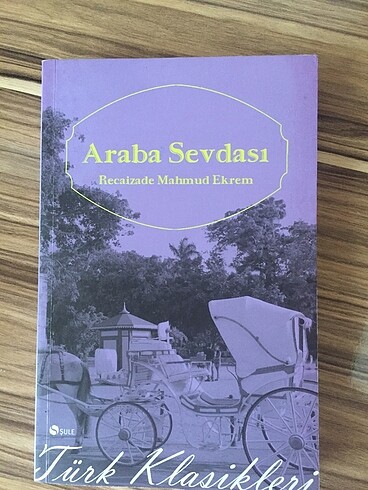 Araba Sevdası
Recaizade Mahmud Ekrem
ŞULE
Türk Klasikleri